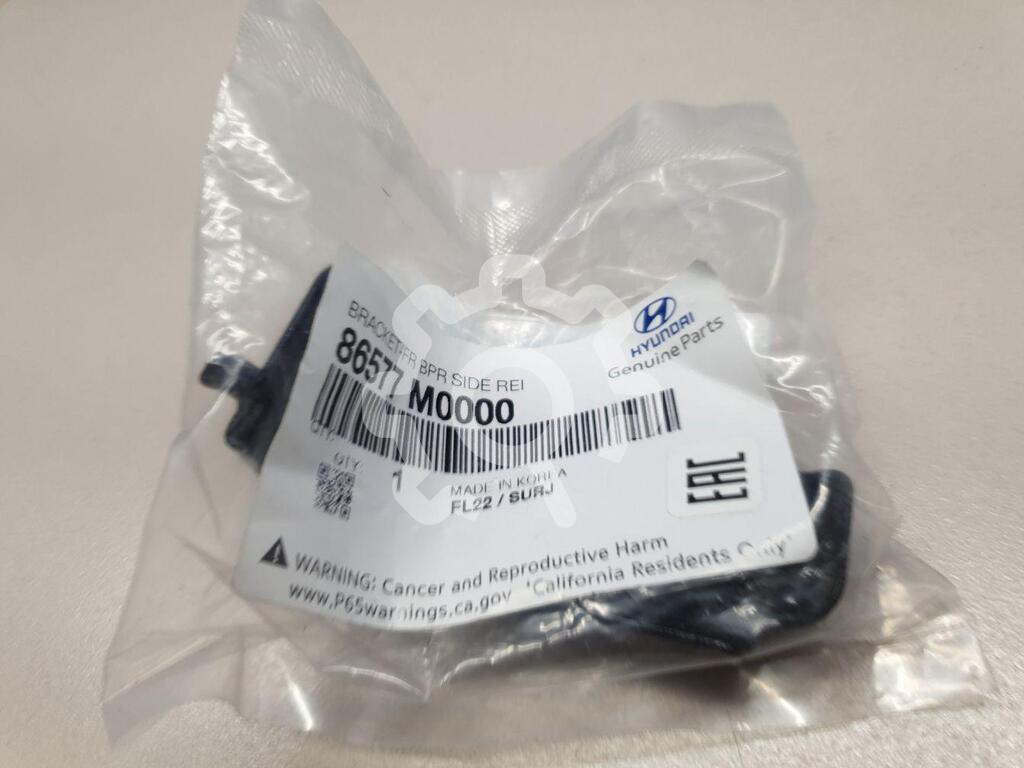 HYUNDAI
Genuine Parts
BRACKET-FR BPR SIDE REI
86577 M0000
QTY:
QTY: 1
MADE IN KOREA
FL22 / SURJ
EAC
WARNING: Cancer and Reproductive Harm
www.P65warnings.ca.gov *California Residents Only*